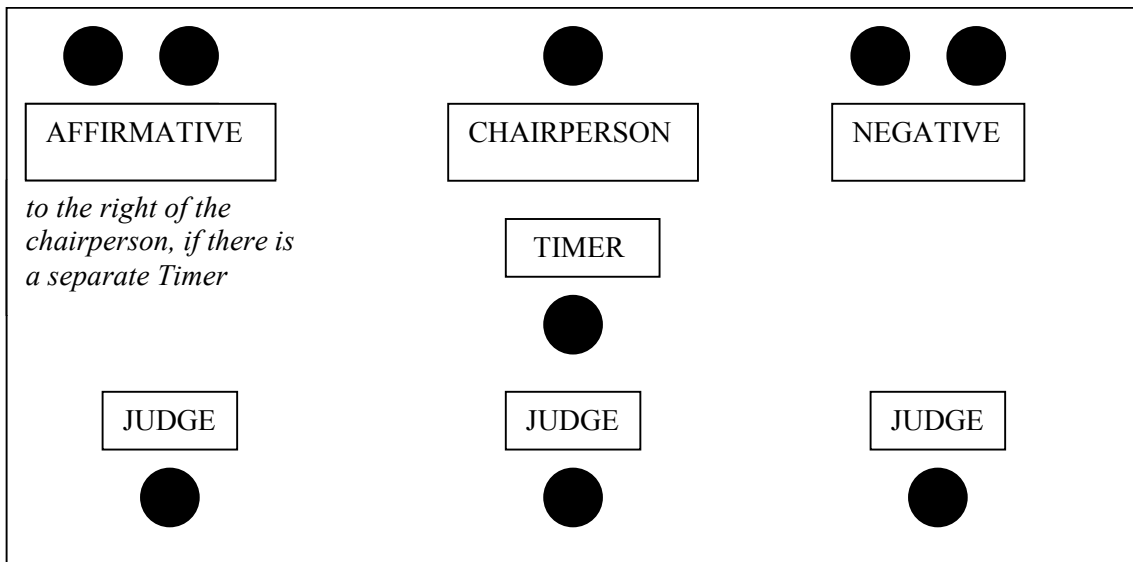 AFFIRMATIVE
CHAIRPERSON
NEGATIVE
to the right of the
chairperson, if there is
a separate Timer
TIMER
JUDGE
JUDGE
JUDGE